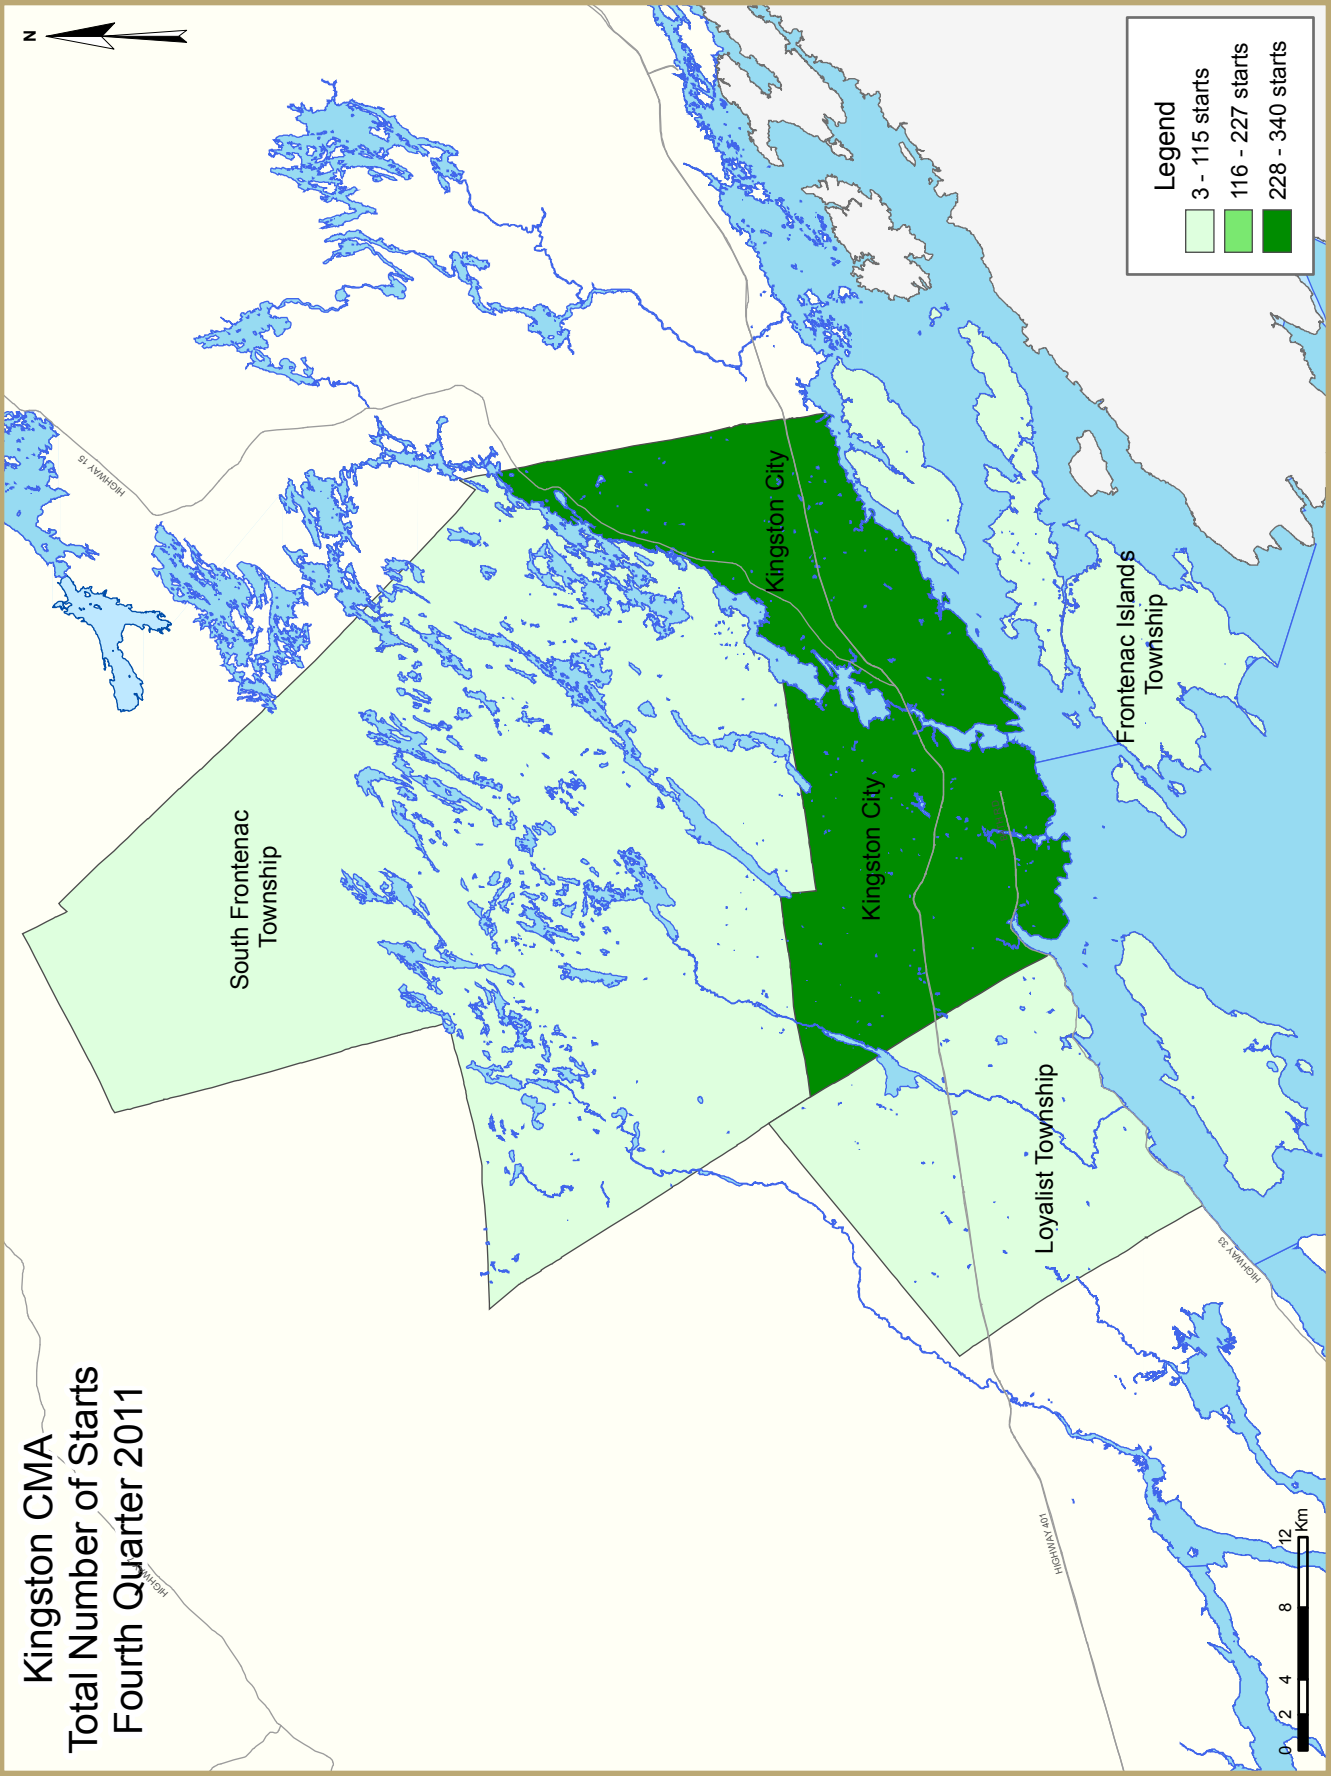 Kingston CMA
Total Number of Starts
Fourth Quarter 2011
N
HIGHWAY 15
South Frontenac
Township
Kingston City
Kingston City
Frontenac Islands
Township
Loyalist Township
HIGHWAY 33
HIGHWAY 401
Legend
3 - 115 starts
116 - 227 starts
228 - 340 starts
0 2 4 8 12
Km